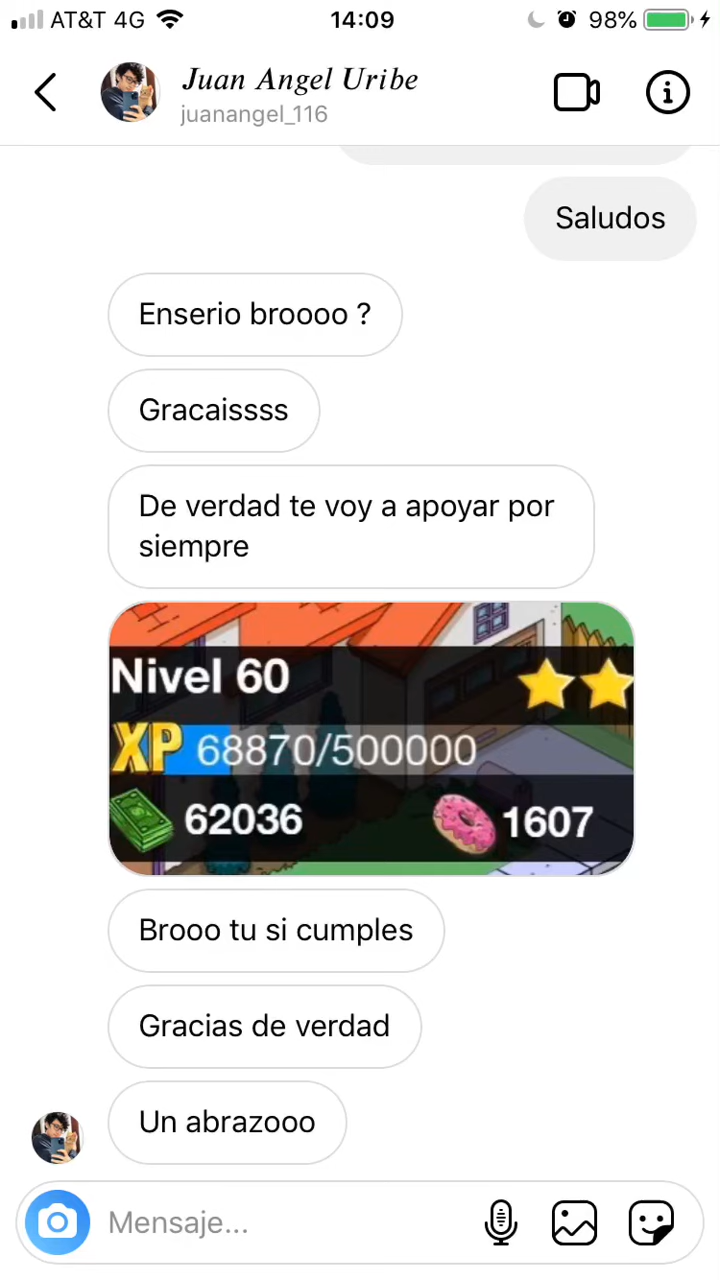 AT&T 4G 14:09 98%
Juan Angel Uribe
juanangel_116
Saludos
Enserio broooo ?
Gracaissss
De verdad te voy a apoyar por
siempre
Nivel 60
XP 68870/500000
62036 1607
Brooo tu si cumples
Gracias de verdad
Un abrazooo
Mensaje...